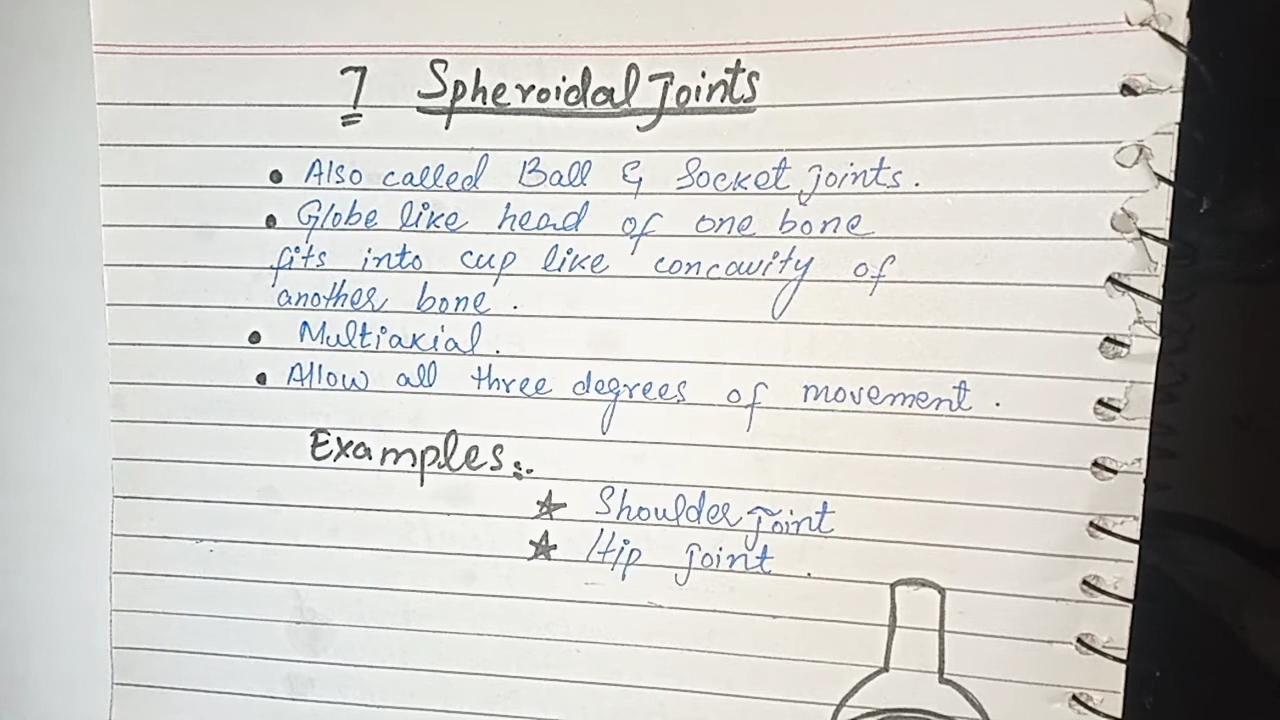 7 Spheroidal Joints
• Also called Ball & Socket joints.
• Globe like head of one bone
fits into cup like concavity of
another bone.
• Multiaxial.
• Allow all three degrees of movement.
Examples:-
★ Shoulder joint
★ Hip joint.